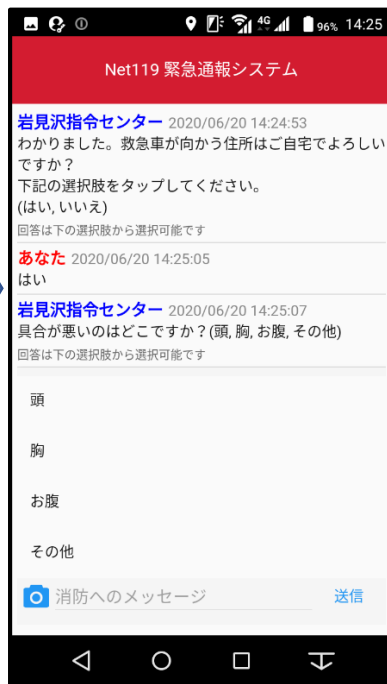 4G 96% 14:25
Net119 緊急通報システム
岩見沢指令センター 2020/06/20 14:24:53
わかりました。救急車が向かう住所はご自宅でよろしい
ですか？
下記の選択肢をタップしてください。
(はい, いいえ)
回答は下の選択肢から選択可能です
あなた 2020/06/20 14:25:05
はい
岩見沢指令センター 2020/06/20 14:25:07
具合が悪いのはどこですか？(頭, 胸, お腹, その他)
回答は下の選択肢から選択可能です
頭
胸
お腹
その他
消防へのメッセージ 送信